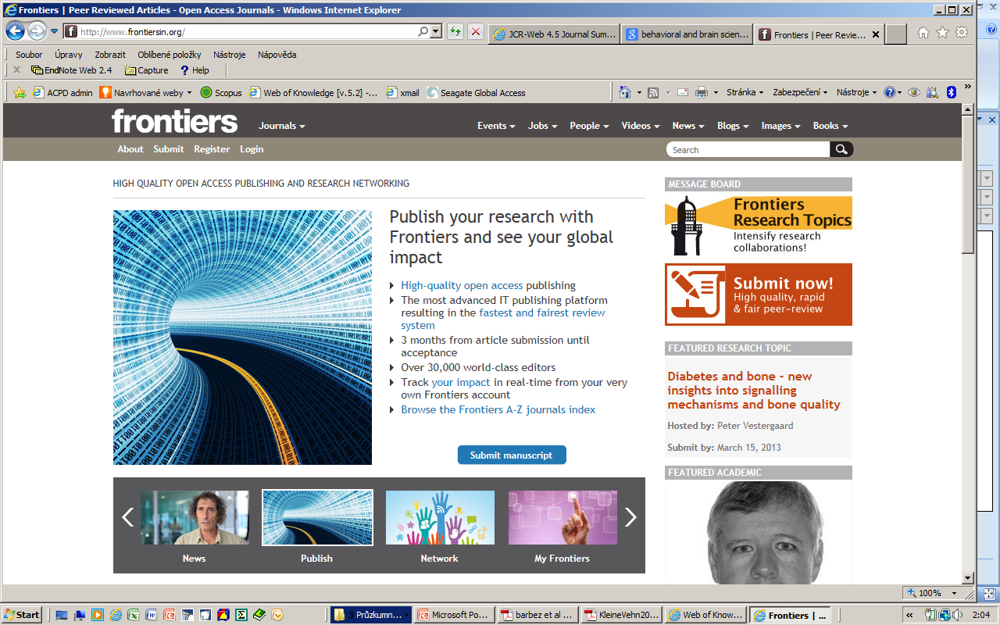 Frontiers | Peer Reviewed Articles - Open Access Journals - Windows Internet Explorer
http://www.frontiersin.org/
JCR-Web 4.5 Journal Sum...
behavioral and brain scien...
Frontiers | Peer Revie...
Soubor Úpravy Zobrazit Oblíbené položky Nástroje Nápověda
EndNote Web 2.4 Capture ? Help
ACPD admin Navrhované weby Scopus Web of Knowledge [v.5.2] -... xmail Seagate Global Access
Stránka Zabezpečení Nástroje
frontiers
Journals Events Jobs People Videos News Blogs Images Books
About Submit Register Login
Search
HIGH QUALITY OPEN ACCESS PUBLISHING AND RESEARCH NETWORKING
Publish your research with
Frontiers and see your global
impact
High-quality open access publishing
The most advanced IT publishing platform
resulting in the fastest and fairest review
system
3 months from article submission until
acceptance
Over 30,000 world-class editors
Track your impact in real-time from your very
own Frontiers account
Browse the Frontiers A-Z journals index
Submit manuscript
News
Publish
Network
My Frontiers
MESSAGE BOARD
Frontiers
Research Topics
Intensify research
collaborations!
Submit now!
High quality, rapid
& fair peer-review
FEATURED RESEARCH TOPIC
Diabetes and bone - new
insights into signalling
mechanisms and bone quality
Hosted by: Peter Vestergaard
Submit by: March 15, 2013
FEATURED ACADEMIC
100%
Start
3 Průzkumn...
Microsoft Po...
barbez et al ...
KleineVehn20...
Web of Know...
Frontiers | ...
2:04